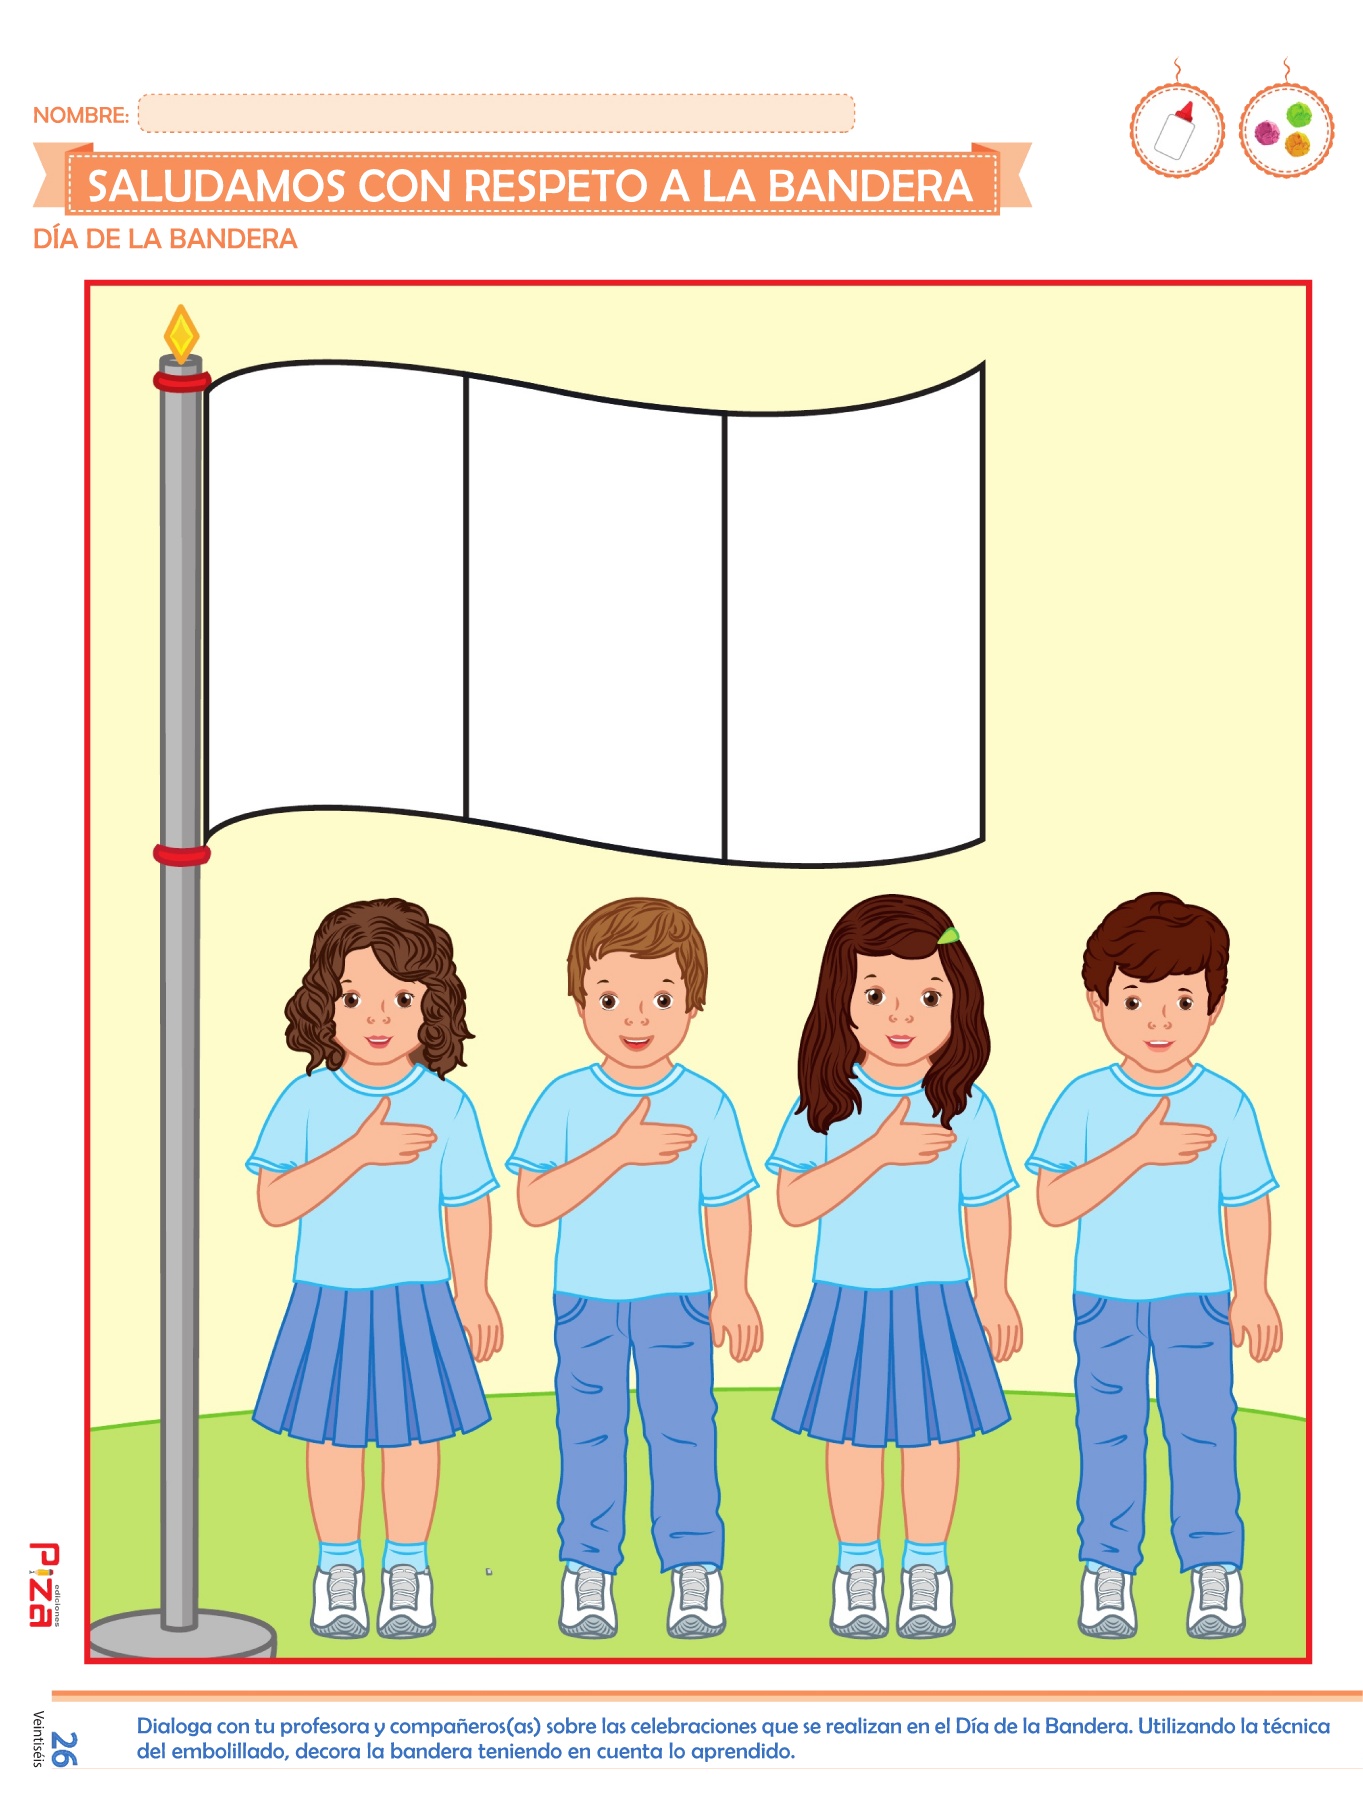 NOMBRE:
SALUDAMOS CON RESPETO A LA BANDERA
DÍA DE LA BANDERA
Piza
ediciones
26
Veintiséis
Dialoga con tu profesora y compañeros(as) sobre las celebraciones que se realizan en el Día de la Bandera. Utilizando la técnica
del embolillado, decora la bandera teniendo en cuenta lo aprendido.